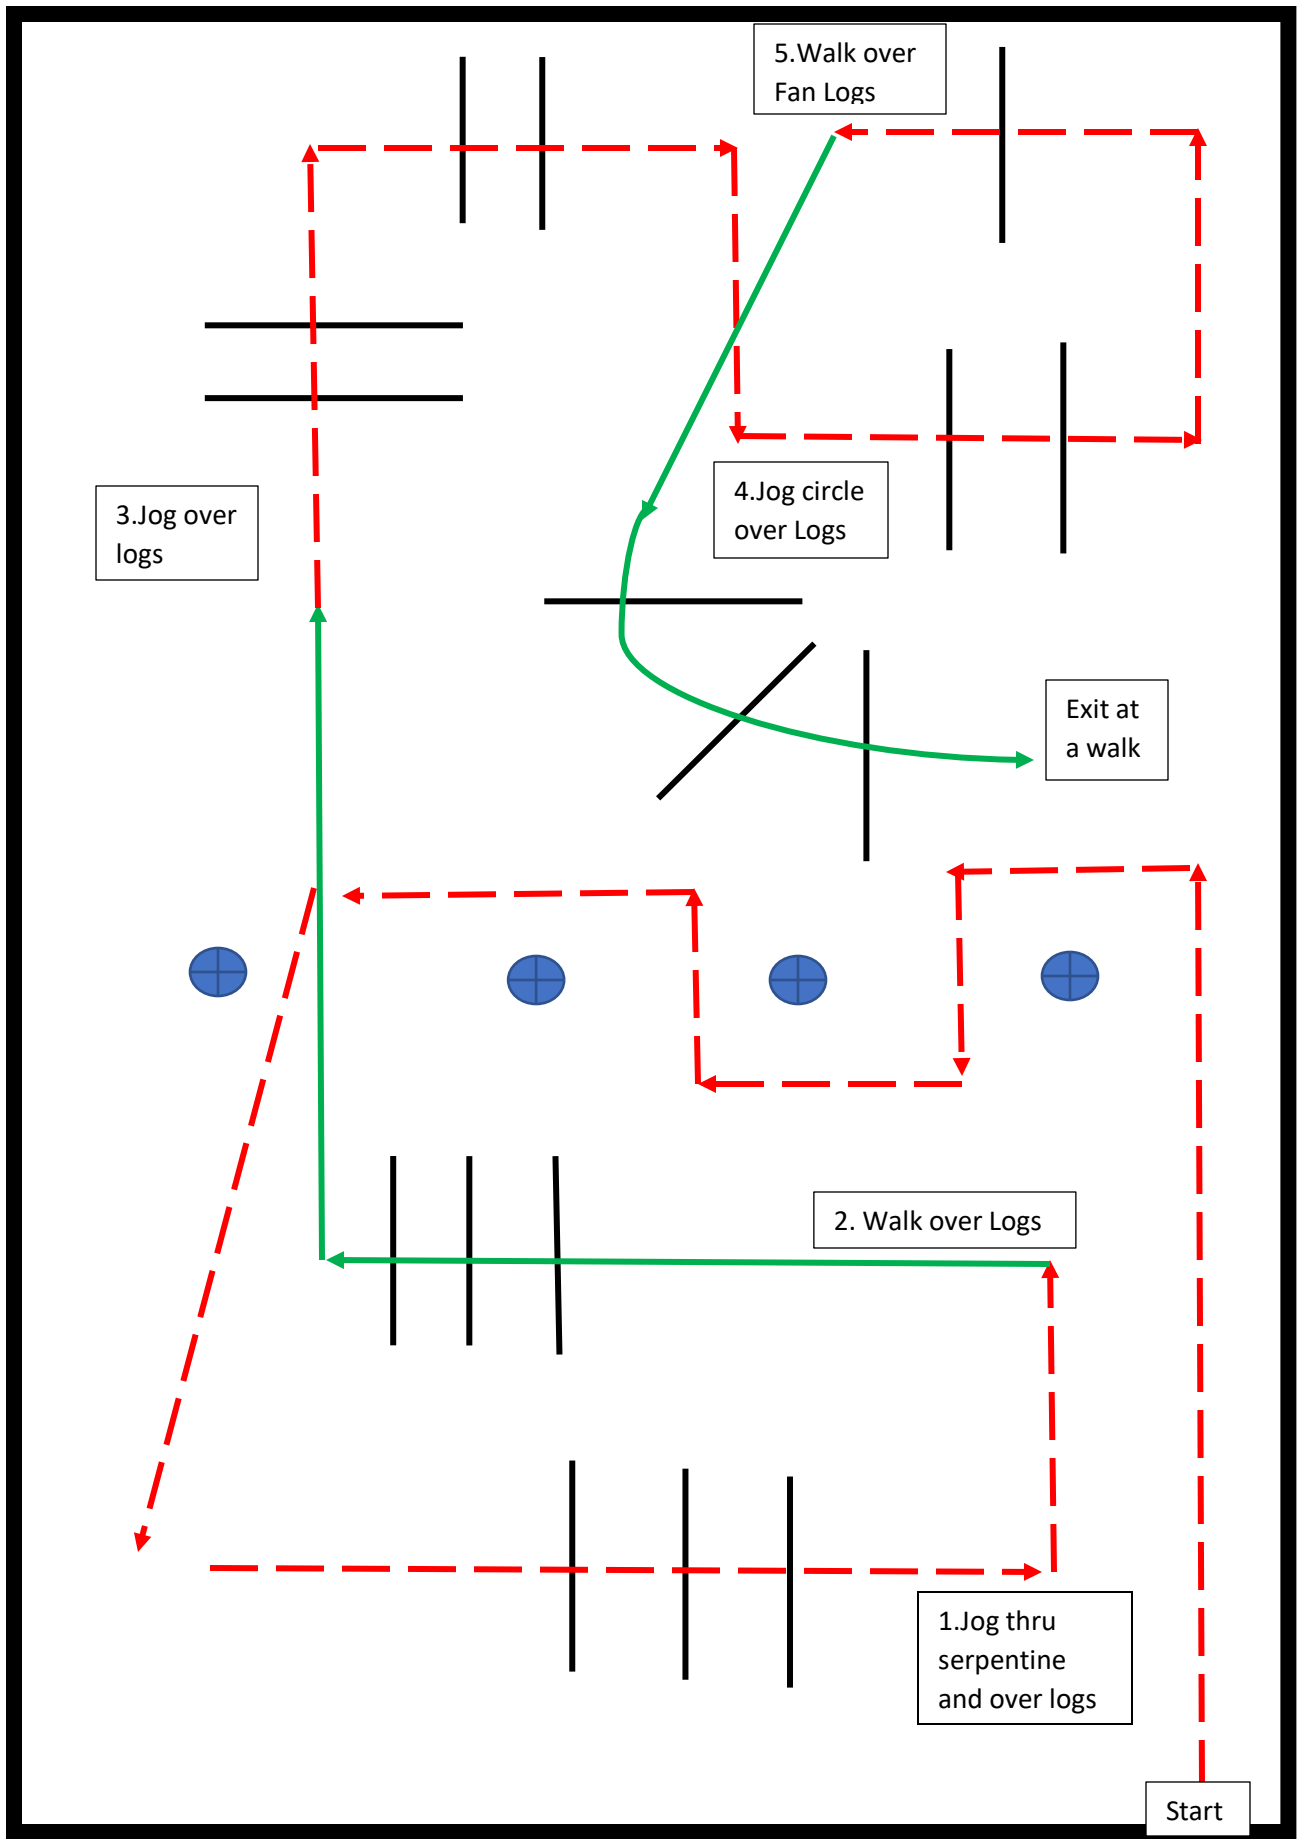 5.Walk over
Fan Logs
3.Jog over
logs
4.Jog circle
over Logs
Exit at
a walk
2. Walk over Logs
1.Jog thru
serpentine
and over logs
Start